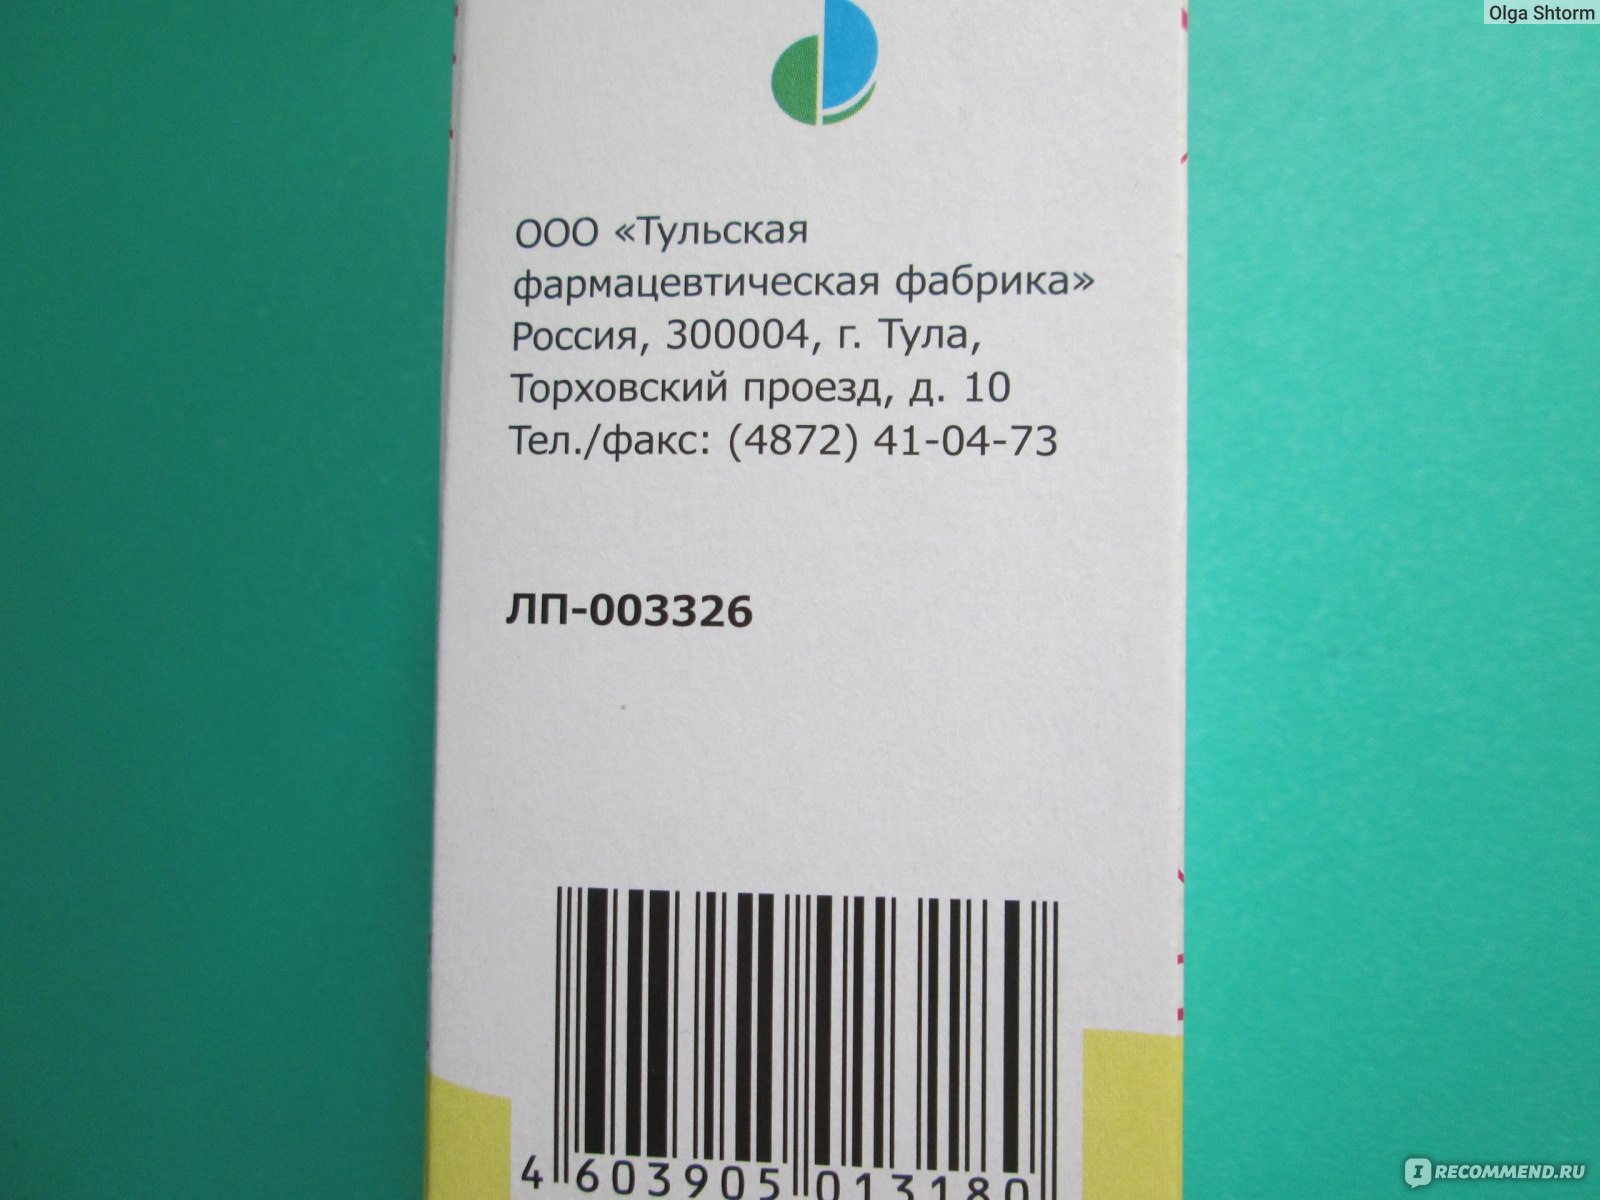 Olga Shtorm
ООО «Тульская
фармацевтическая фабрика»
Россия, 300004, г. Тула,
Торховский проезд, д. 10
Тел./факс: (4872) 41-04-73
ЛП-003326
4 603905 013180
IRECOMMEND.RU